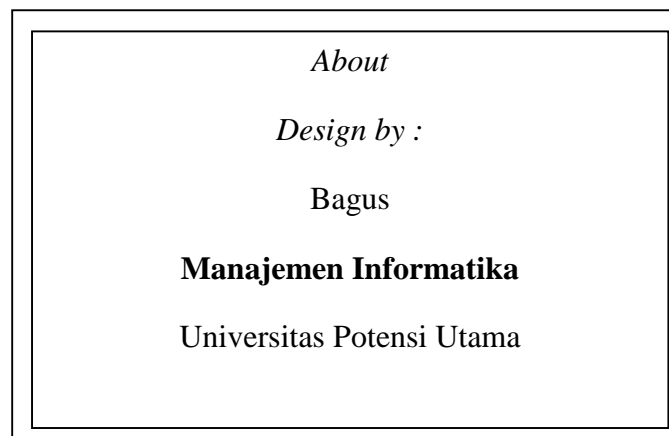 About
Design by :
Bagus
Manajemen Informatika
Universitas Potensi Utama